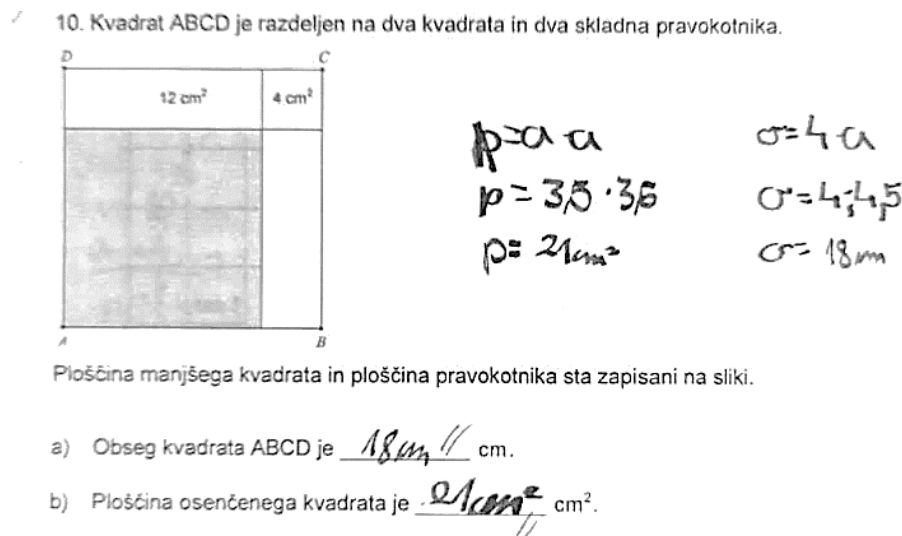 10. Kvadrat ABCD je razdeljen na dva kvadrata in dva skladna pravokotnika.
D C
12 cm² 4 cm²
p=a a o=4 a
p = 3,5 · 3,5 o=4·4,5
p= 21cm² o= 18cm
A B
Ploščina manjšega kvadrata in ploščina pravokotnika sta zapisani na sliki.
a) Obseg kvadrata ABCD je 18cm cm.
b) Ploščina osenčenega kvadrata je 21cm² cm².